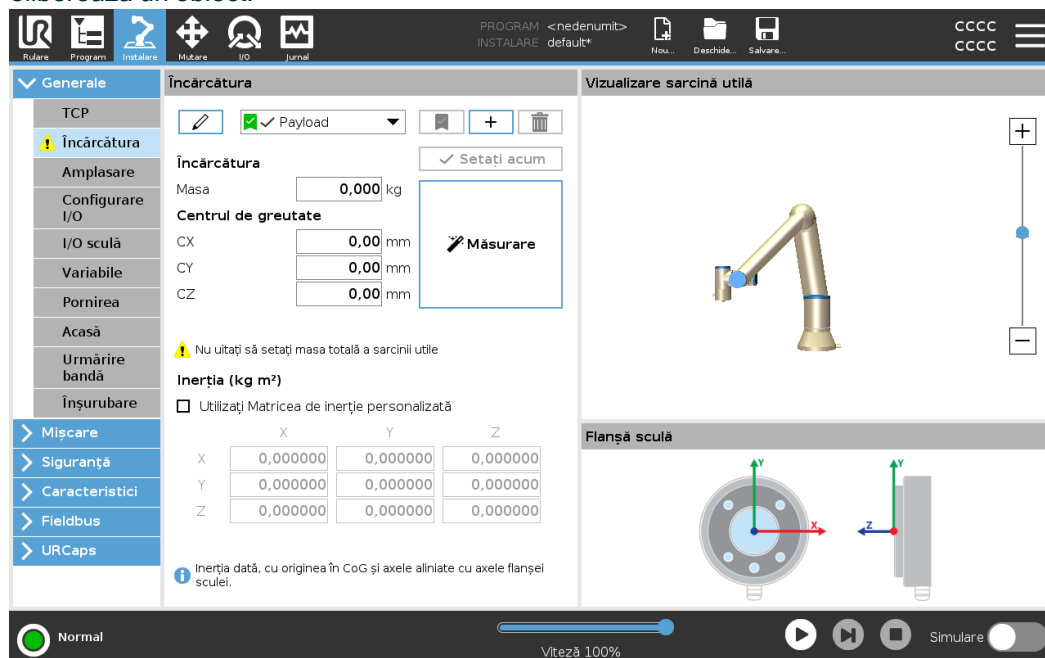 PROGRAM <nedenumit>
INSTALARE default*
CCCC
CCCC
Rulare Program Instalare Mutare I/O Jurnal Nou... Deschide... Salvare...
Generale
TCP
Încărcătura
Amplasare
Configurare
I/O
I/O sculă
Variabile
Pornirea
Acasă
Urmărire
bandă
Înșurubare
Mișcare
Siguranță
Caracteristici
Fieldbus
URCaps
Încărcătura
Payload
+
Setați acum
Încărcătura
Masa 0,000 kg
Centrul de greutate
CX 0,00 mm
CY 0,00 mm
CZ 0,00 mm
Măsurare
Nu uitați să setați masa totală a sarcinii utile
Inerția (kg m²)
Utilizați Matricea de inerție personalizată
X Y Z
X 0,000000 0,000000 0,000000
Y 0,000000 0,000000 0,000000
Z 0,000000 0,000000 0,000000
Inerția dată, cu originea în CoG și axele aliniate cu axele flanșei
sculei.
Vizualizare sarcină utilă
+
−
Flanșă sculă
Y Y
X Z
Normal
Viteză 100%
Simulare